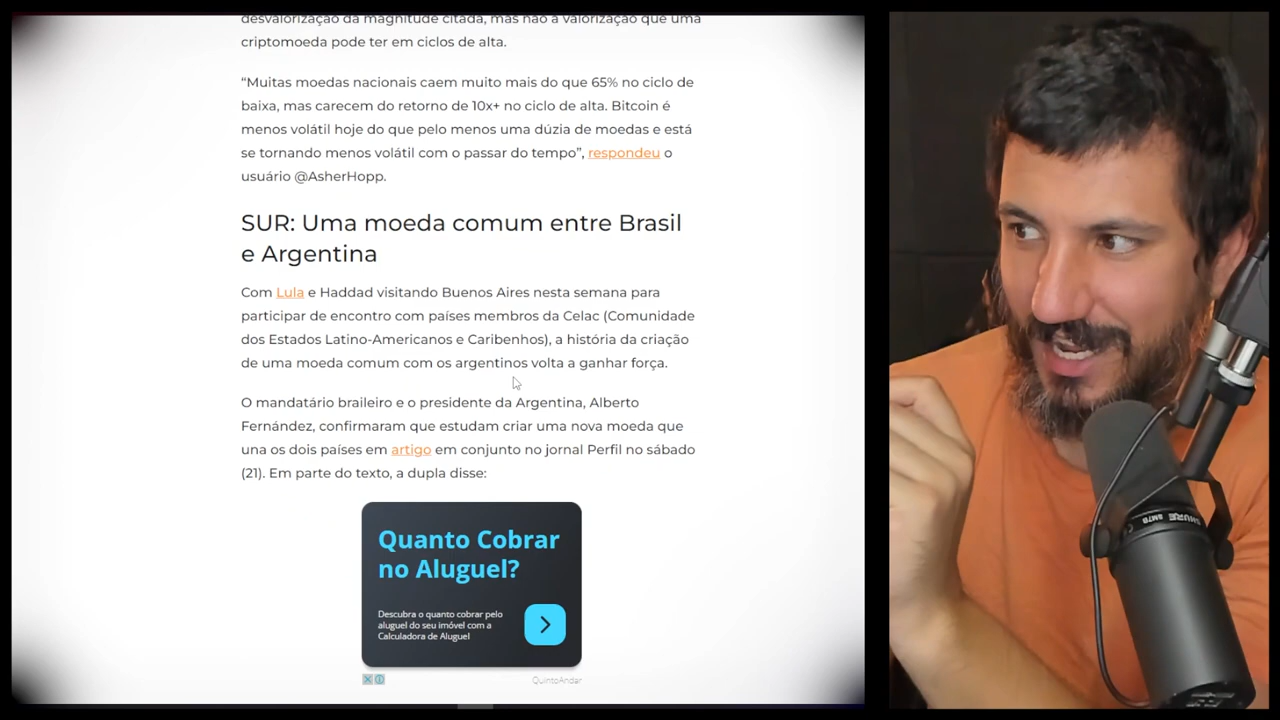 desvalorização da magnitude citada, mas não a valorização que uma
criptomoeda pode ter em ciclos de alta.
“Muitas moedas nacionais caem muito mais do que 65% no ciclo de
baixa, mas carecem do retorno de 10x+ no ciclo de alta. Bitcoin é
menos volátil hoje do que pelo menos uma dúzia de moedas e está
se tornando menos volátil com o passar do tempo”, respondeu o
usuário @AsherHopp.
SUR: Uma moeda comum entre Brasil
e Argentina
Com Lula e Haddad visitando Buenos Aires nesta semana para
participar de encontro com países membros da Celac (Comunidade
dos Estados Latino-Americanos e Caribenhos), a história da criação
de uma moeda comum com os argentinos volta a ganhar força.
O mandatário braileiro e o presidente da Argentina, Alberto
Fernández, confirmaram que estudam criar uma nova moeda que
una os dois países em artigo em conjunto no jornal Perfil no sábado
(21). Em parte do texto, a dupla disse:
Quanto Cobrar
no Aluguel?
Descubra o quanto cobrar pelo
aluguel do seu imóvel com a
Calculadora de Aluguel
QuintoAndar
SHURE
SM7B